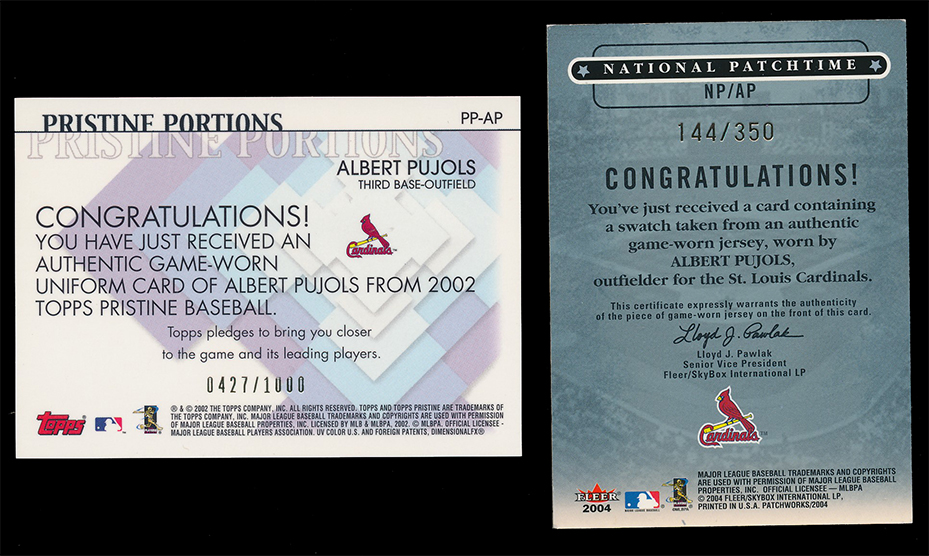 PRISTINE PORTIONS
PP-AP
PRISTINE PORTIONS
ALBERT PUJOLS
THIRD BASE-OUTFIELD
CONGRATULATIONS!
YOU HAVE JUST RECEIVED AN
AUTHENTIC GAME-WORN
UNIFORM CARD OF ALBERT PUJOLS FROM 2002
TOPPS PRISTINE BASEBALL.
Cardinals
Topps pledges to bring you closer
to the game and its leading players.
0427/1000
Topps
® & © 2002 THE TOPPS COMPANY, INC. ALL RIGHTS RESERVED. TOPPS AND TOPPS PRISTINE ARE TRADEMARKS OF
THE TOPPS COMPANY, INC. MAJOR LEAGUE BASEBALL TRADEMARKS AND COPYRIGHTS ARE USED WITH PERMISSION
OF MAJOR LEAGUE BASEBALL PROPERTIES, INC. LICENSED BY MLB & MLBPA, 2002. © MLBPA. OFFICIAL LICENSEE -
MAJOR LEAGUE BASEBALL PLAYERS ASSOCIATION. UV COLOR U.S. AND FOREIGN PATENTS, DIMENSIONALFX®
NATIONAL PATCHTIME
NP/AP
144/350
CONGRATULATIONS!
You've just received a card containing
a swatch taken from an authentic
game-worn jersey, worn by
ALBERT PUJOLS,
outfielder for the St. Louis Cardinals.
This certificate expressly warrants the authenticity
of the piece of game-worn jersey on the front of this card.
Lloyd J. Pawlak
Lloyd J. Pawlak
Senior Vice President
Fleer/SkyBox International LP
Cardinals
FLEER
2004
MAJOR LEAGUE BASEBALL TRADEMARKS AND COPYRIGHTS
ARE USED WITH PERMISSION OF MAJOR LEAGUE BASEBALL
PROPERTIES, INC. OFFICIAL LICENSEE — MLBPA
© 2004 FLEER/SKYBOX INTERNATIONAL LP,
PRINTED IN U.S.A. PATCHWORKS/2004